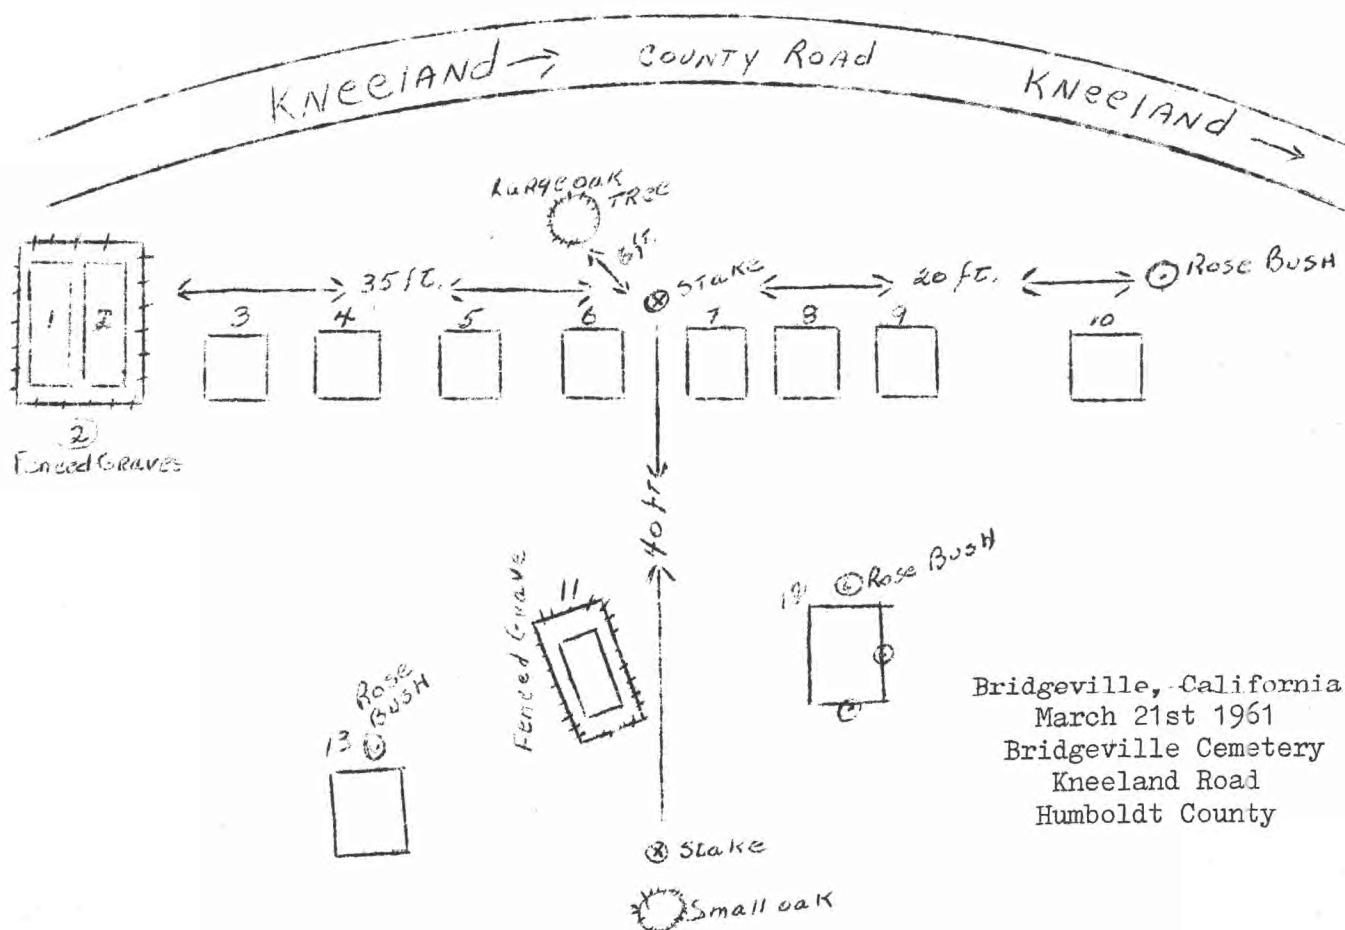 KNeeLANd → COUNTY ROAd KNeeLANd →
LaRge oak
TRee
6 ft.
35 ft.
Stake
20 ft.
Rose BUSH
1 2 3 4 5 6 7 8 9 10
2
Fenced GRAVes
40 ft
Fenced Grave
11
12
Rose BUSH
Rose
BUSH
13
Bridgeville, California
March 21st 1961
Bridgeville Cemetery
Kneeland Road
Humboldt County
Stake
Small oak